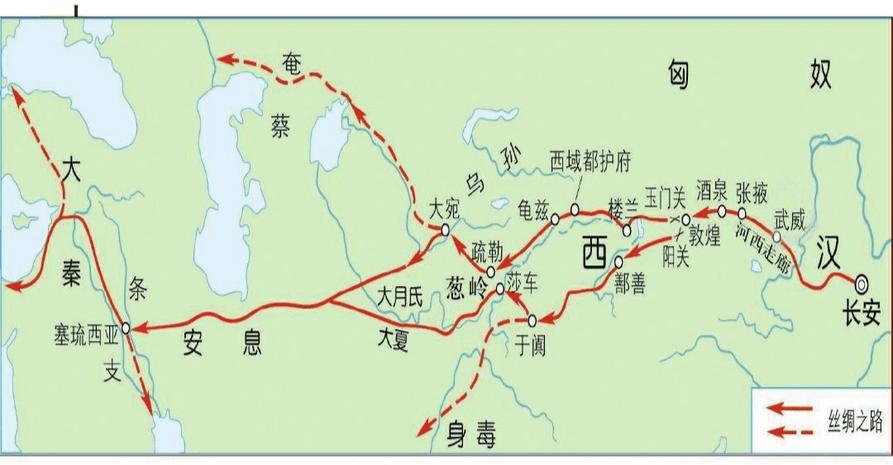 匈奴
奄蔡
乌孙
西域都护府
大宛
龟兹
楼兰
玉门关
酒泉
张掖
武威
河西走廊
敦煌
阳关
西
汉
长安
疏勒
葱岭
莎车
鄯善
于阗
大月氏
大夏
身毒
安息
条支
塞琉西亚
大秦
丝绸之路